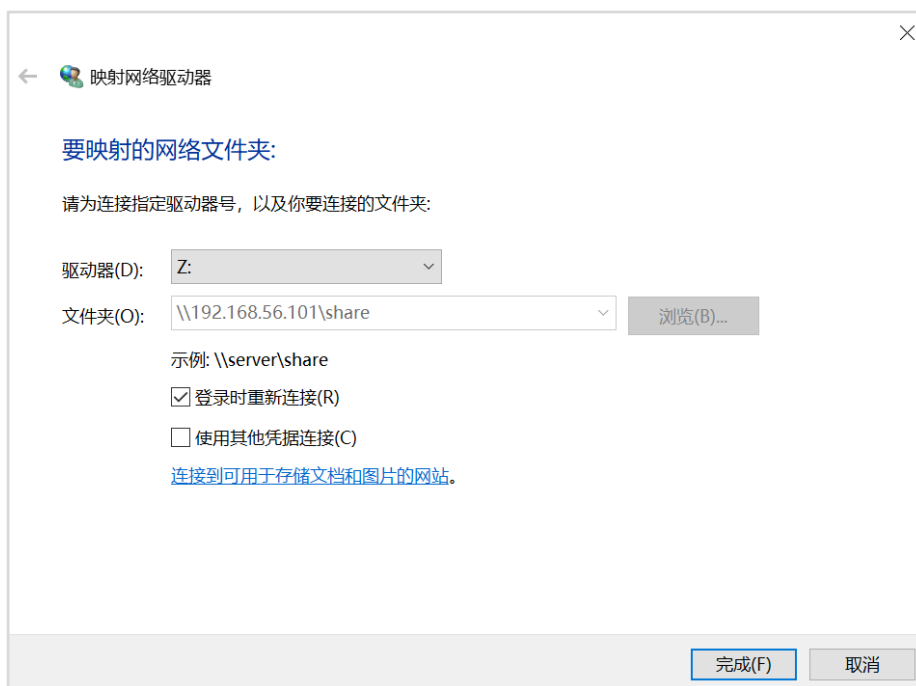 映射网络驱动器
要映射的网络文件夹:
请为连接指定驱动器号，以及你要连接的文件夹:
驱动器(D): Z:
文件夹(O): \\192.168.56.101\share 浏览(B)...
示例: \\server\share
登录时重新连接(R)
使用其他凭据连接(C)
连接到可用于存储文档和图片的网站。
完成(F) 取消